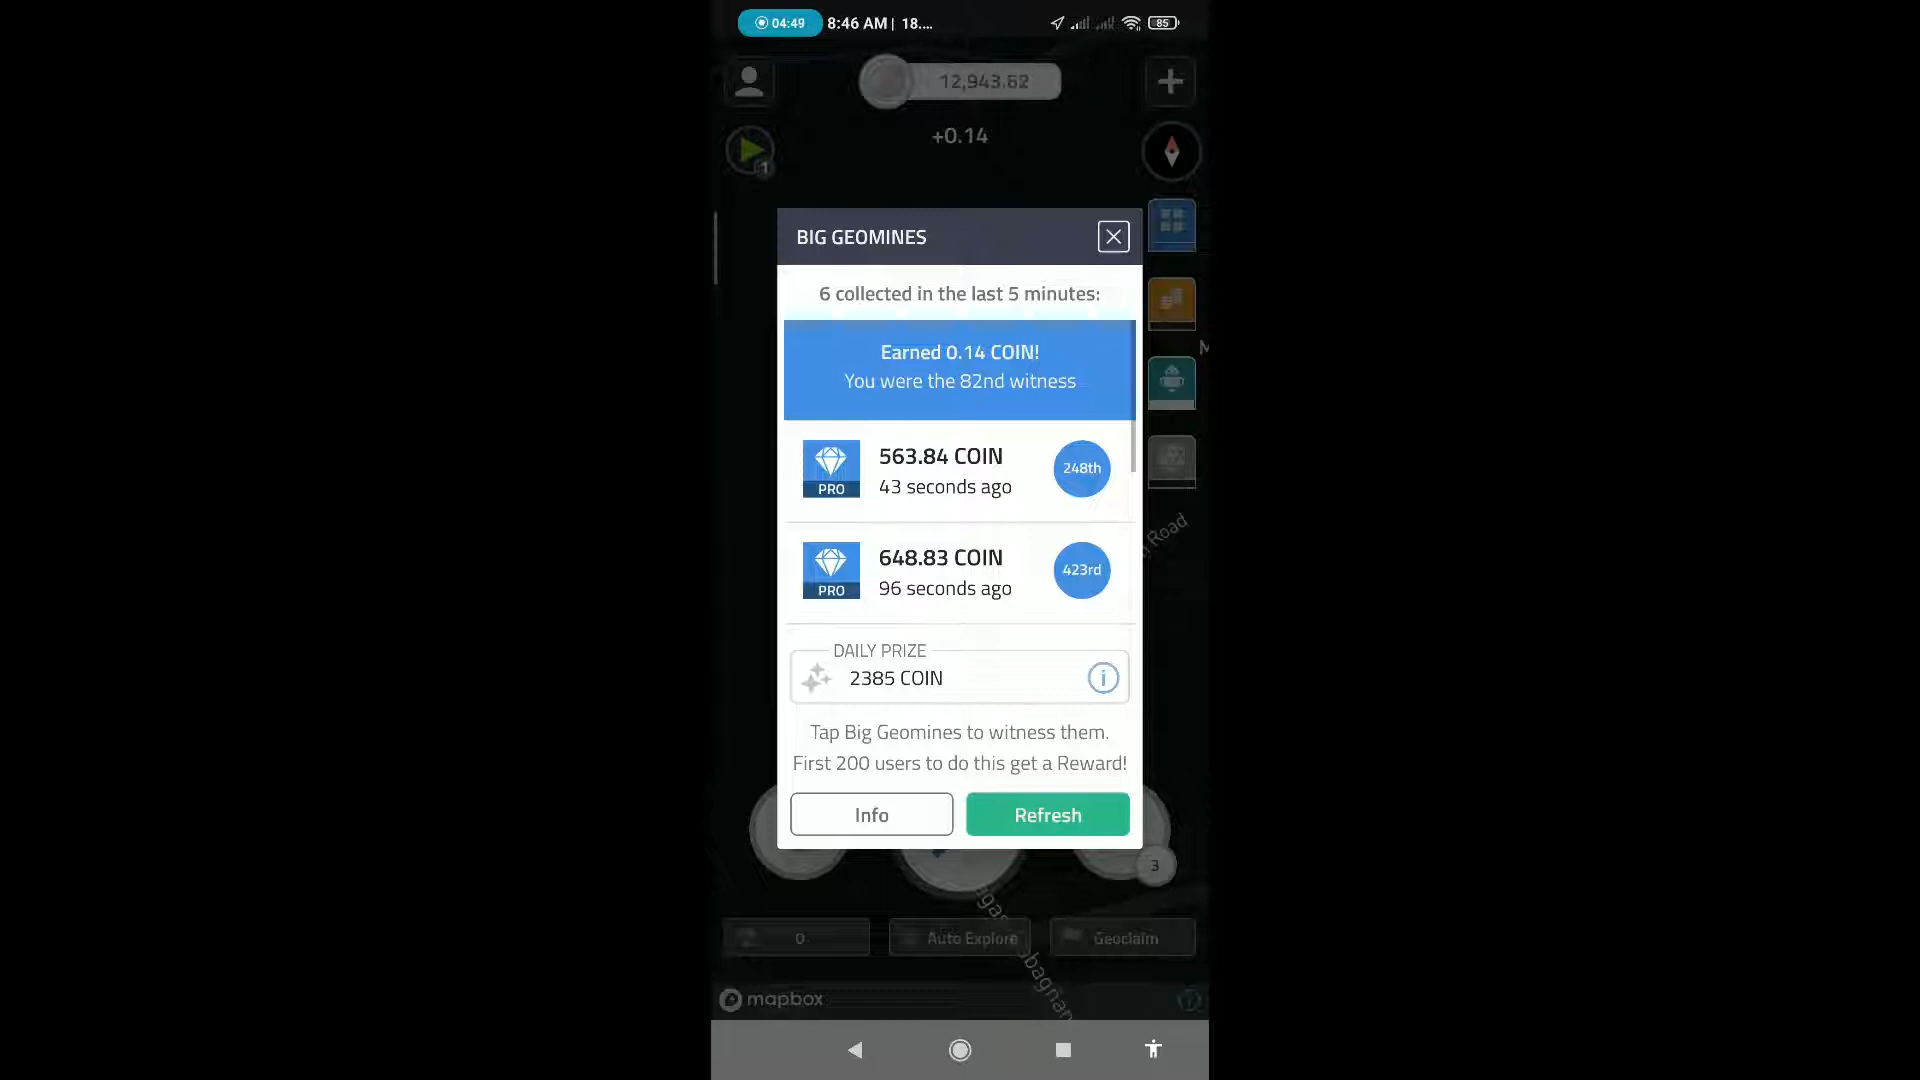 04:49 8:46 AM | 18.... 85
12,943.62
+0.14
1
BIG GEOMINES
6 collected in the last 5 minutes:
Earned 0.14 COIN!
You were the 82nd witness
563.84 COIN
43 seconds ago
PRO
248th
648.83 COIN
96 seconds ago
PRO
423rd
DAILY PRIZE
2385 COIN
i
Tap Big Geomines to witness them.
First 200 users to do this get a Reward!
Info Refresh
3
Road
0 Auto Explore Geoclaim
mapbox